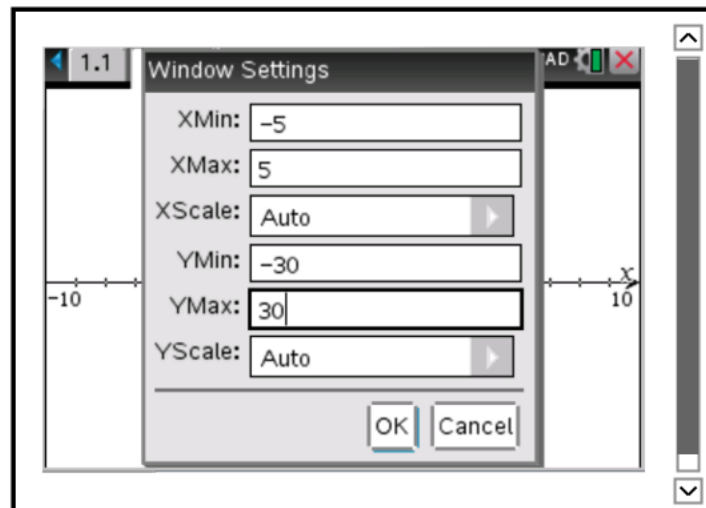 1.1
AD
Window Settings
XMin: -5
XMax: 5
XScale: Auto
YMin: -30
x
-10
10
YMax: 30
YScale: Auto
OK Cancel